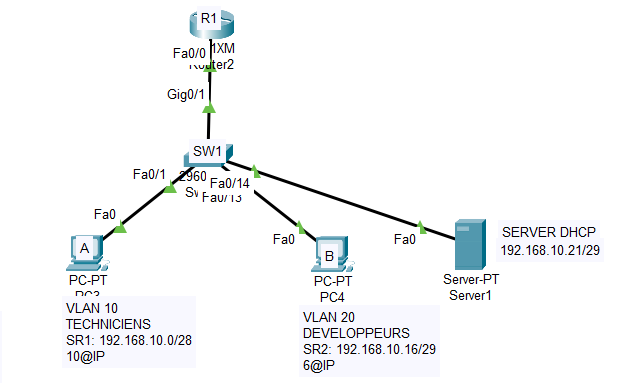 R1
Fa0/0
1XM
Router2
Gig0/1
SW1
Fa0/1
2960
Fa0/14
Fa0/13
Fa0
A
PC-PT
PC3
Fa0
B
PC-PT
PC4
Fa0
Server-PT
Server1
SERVER DHCP
192.168.10.21/29
VLAN 10
TECHNICIENS
SR1: 192.168.10.0/28
10@IP
VLAN 20
DEVELOPPEURS
SR2: 192.168.10.16/29
6@IP